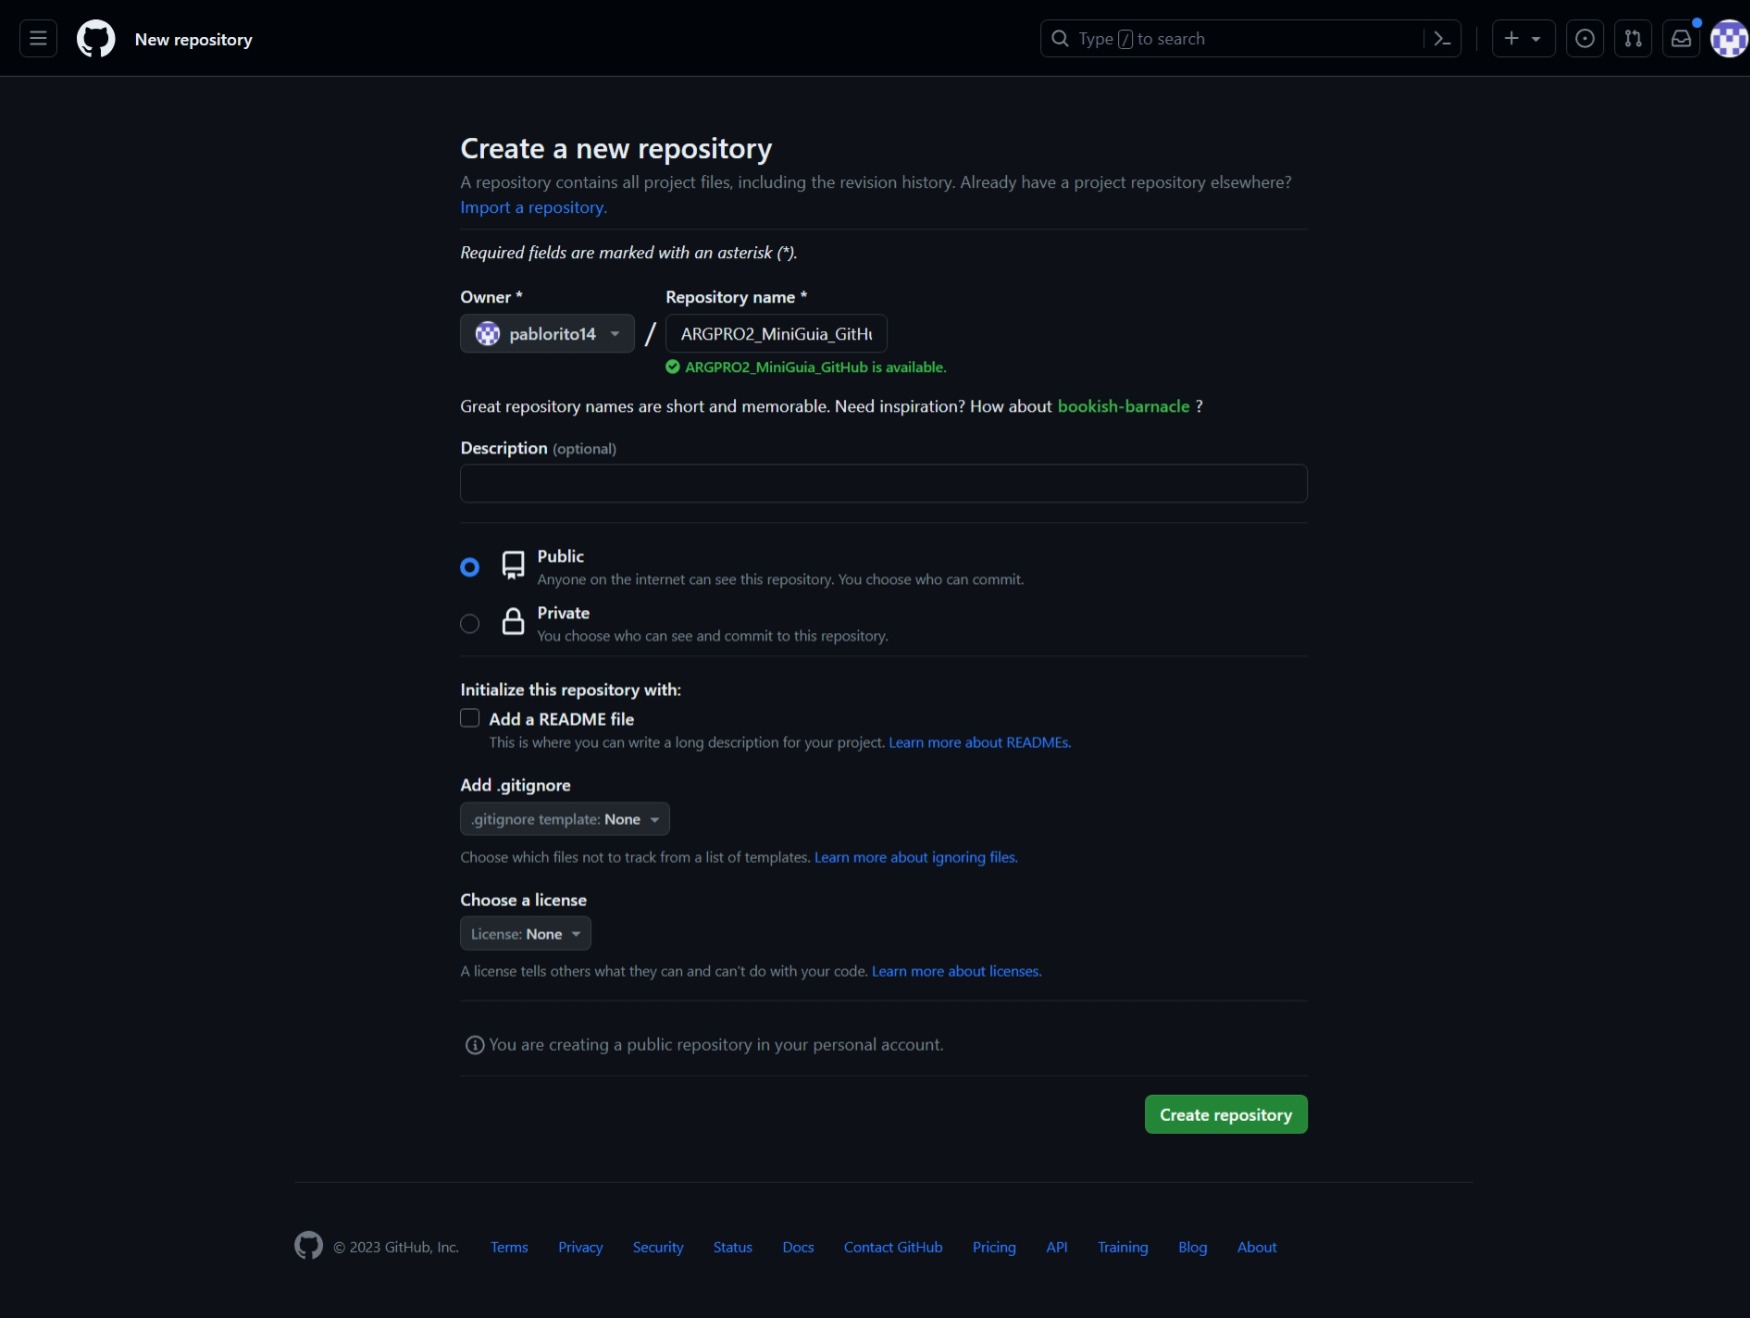 New repository
Type / to search
Create a new repository
A repository contains all project files, including the revision history. Already have a project repository elsewhere?
Import a repository.
Required fields are marked with an asterisk (*).
Owner *
Repository name *
pablorito14
/
ARGPRO2_MiniGuia_GitHu
ARGPRO2_MiniGuia_GitHub is available.
Great repository names are short and memorable. Need inspiration? How about bookish-barnacle ?
Description (optional)
Public
Anyone on the internet can see this repository. You choose who can commit.
Private
You choose who can see and commit to this repository.
Initialize this repository with:
Add a README file
This is where you can write a long description for your project. Learn more about READMEs.
Add .gitignore
.gitignore template: None
Choose which files not to track from a list of templates. Learn more about ignoring files.
Choose a license
License: None
A license tells others what they can and can't do with your code. Learn more about licenses.
You are creating a public repository in your personal account.
Create repository
© 2023 GitHub, Inc. Terms Privacy Security Status Docs Contact GitHub Pricing API Training Blog About